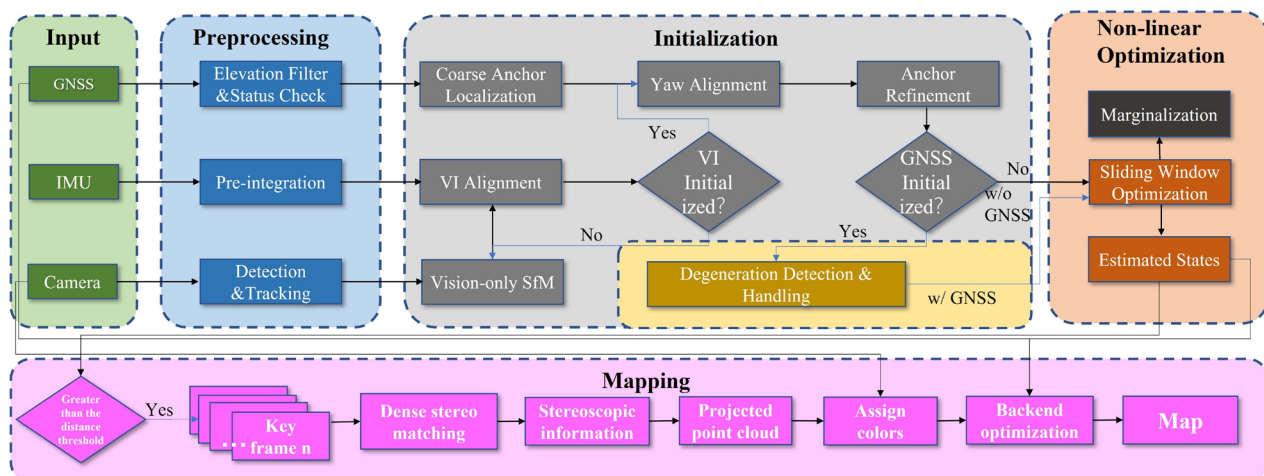 Input
GNSS
IMU
Camera
Preprocessing
Elevation Filter
&Status Check
Pre-integration
Detection
&Tracking
Initialization
Coarse Anchor
Localization
Yaw Alignment
Anchor
Refinement
Yes
VI Alignment
VI
Initial
ized?
GNSS
Initial
ized?
No
w/o
GNSS
No
Yes
Vision-only SfM
Degeneration Detection &
Handling
w/ GNSS
Non-linear
Optimization
Marginalization
Sliding Window
Optimization
Estimated States
Mapping
Greater
than the
distance
threshold
Yes
... Key
frame n
Dense stereo
matching
Stereoscopic
information
Projected
point cloud
Assign
colors
Backend
optimization
Map